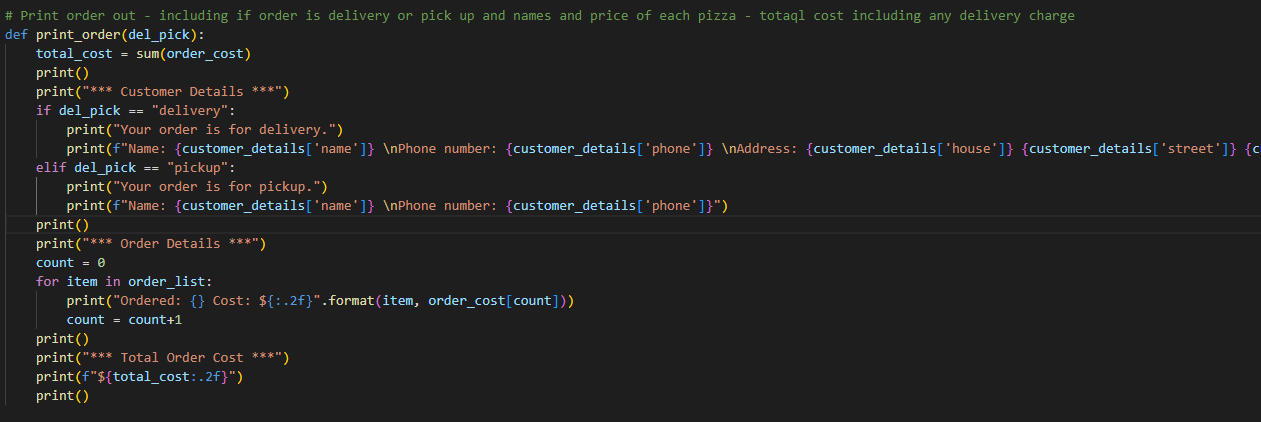 # Print order out - including if order is delivery or pick up and names and price of each pizza - totaql cost including any delivery charge
def print_order(del_pick):
    total_cost = sum(order_cost)
    print()
    print("*** Customer Details ***")
    if del_pick == "delivery":
        print("Your order is for delivery.")
        print(f"Name: {customer_details['name']} \nPhone number: {customer_details['phone']} \nAddress: {customer_details['house']} {customer_details['street']} {c
    elif del_pick == "pickup":
        print("Your order is for pickup.")
        print(f"Name: {customer_details['name']} \nPhone number: {customer_details['phone']}")
    print()
    print("*** Order Details ***")
    count = 0
    for item in order_list:
        print("Ordered: {} Cost: ${:.2f}".format(item, order_cost[count]))
        count = count+1
    print()
    print("*** Total Order Cost ***")
    print(f"${total_cost:.2f}")
    print()